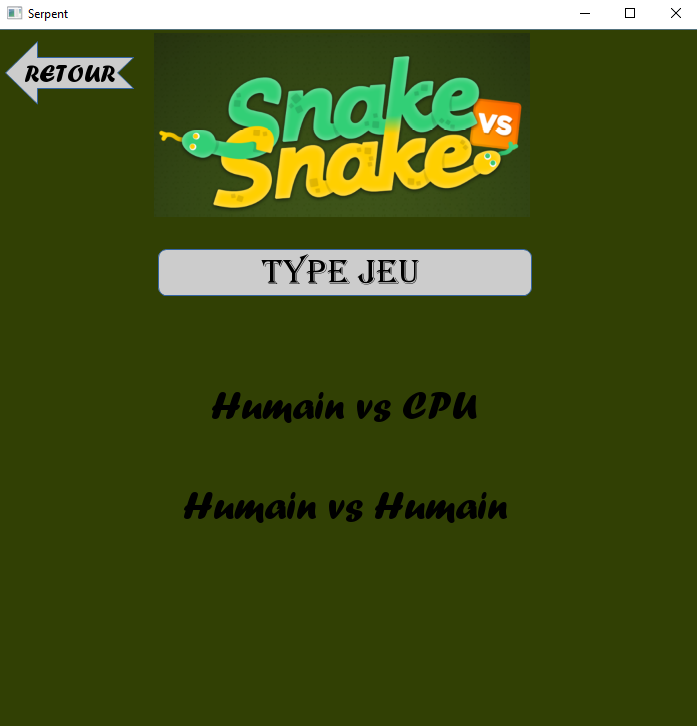 Serpent
RETOUR
Snake
vs
Snake
TYPE JEU
Humain vs CPU
Humain vs Humain